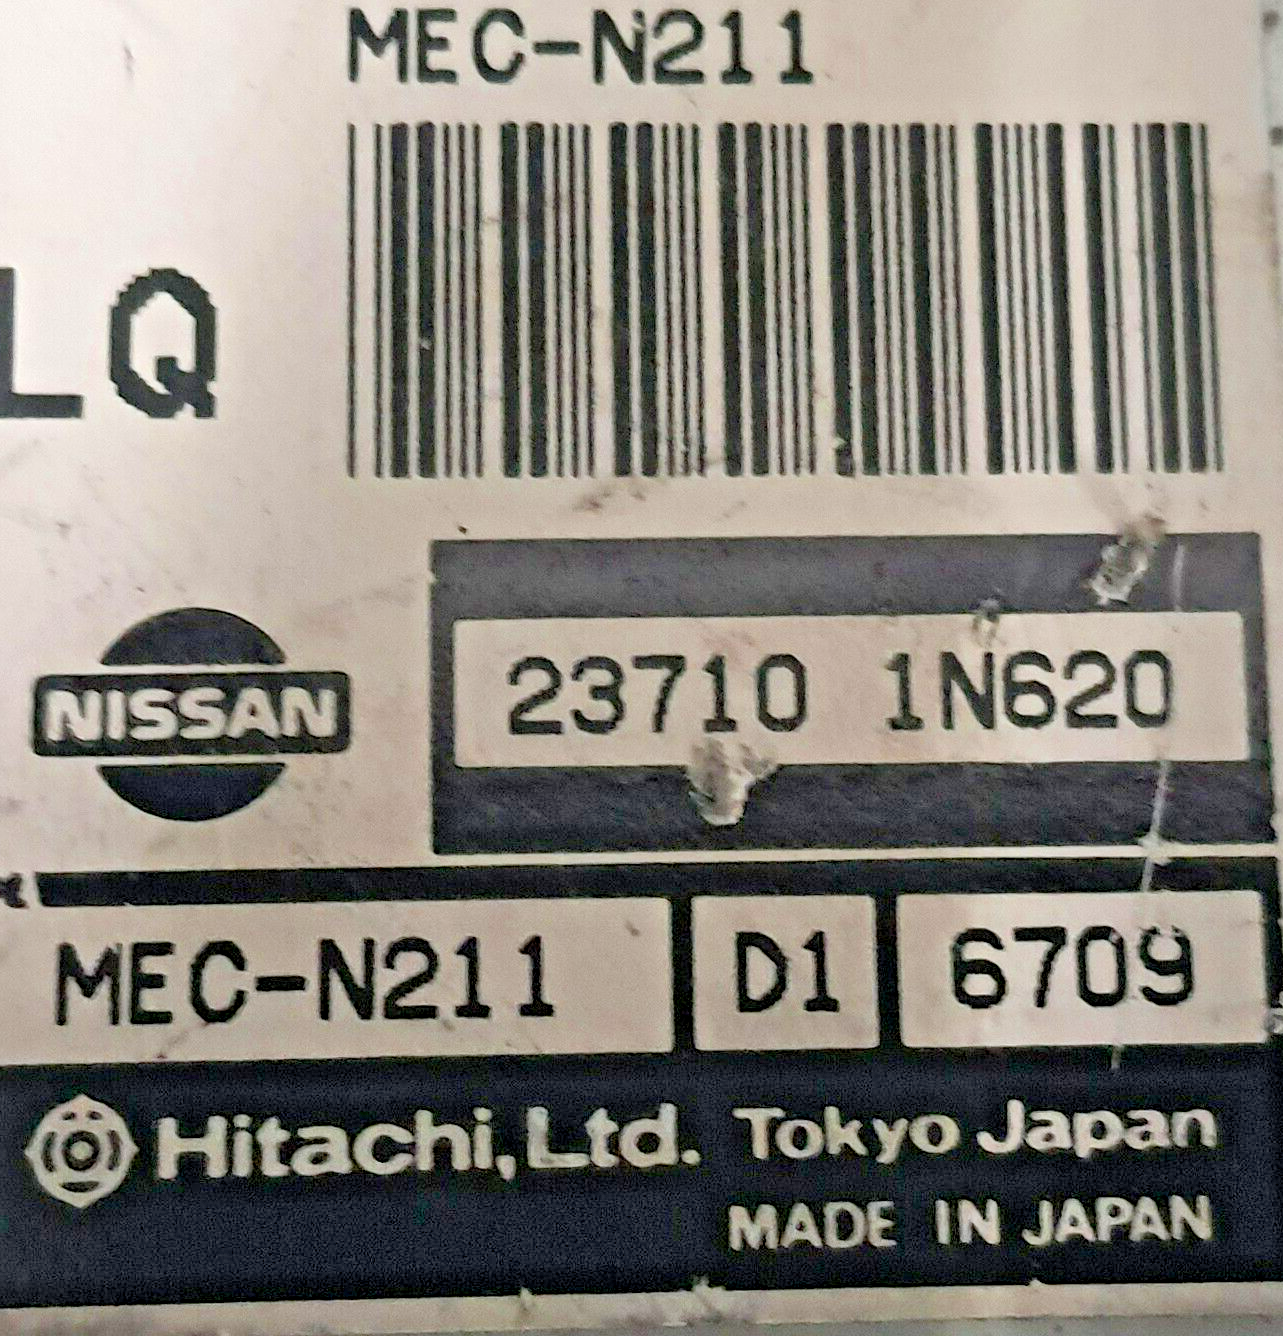 MEC-N211
LQ
NISSAN
23710 1N620
MEC-N211 D1 6709
Hitachi, Ltd. Tokyo Japan
MADE IN JAPAN